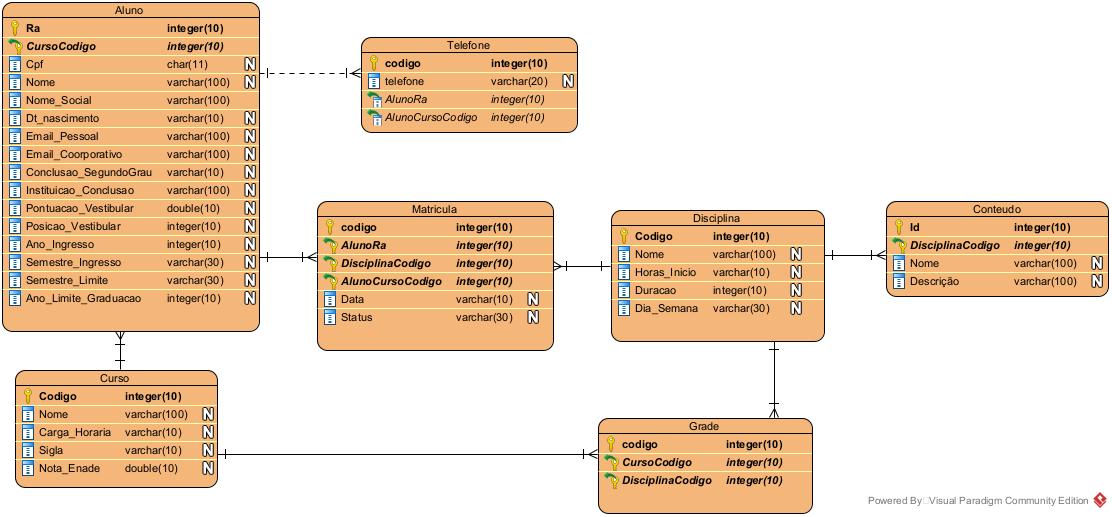 Aluno
Ra integer(10)
CursoCodigo integer(10)
Cpf char(11) N
Nome varchar(100) N
Nome_Social varchar(100)
Dt_nascimento varchar(10) N
Email_Pessoal varchar(100) N
Email_Coorporativo varchar(100) N
Conclusao_SegundoGrau varchar(10) N
Instituicao_Conclusao varchar(100) N
Pontuacao_Vestibular double(10) N
Posicao_Vestibular integer(10) N
Ano_Ingresso integer(10) N
Semestre_Ingresso varchar(30) N
Semestre_Limite varchar(30) N
Ano_Limite_Graduacao integer(10) N
Telefone
codigo integer(10)
telefone varchar(20) N
AlunoRa integer(10)
AlunoCursoCodigo integer(10)
Matricula
codigo integer(10)
AlunoRa integer(10)
DisciplinaCodigo integer(10)
AlunoCursoCodigo integer(10)
Data varchar(10) N
Status varchar(30) N
Disciplina
Codigo integer(10)
Nome varchar(100) N
Horas_Inicio varchar(10) N
Duracao integer(10) N
Dia_Semana varchar(30) N
Conteudo
Id integer(10)
DisciplinaCodigo integer(10)
Nome varchar(100) N
Descrição varchar(100) N
Curso
Codigo integer(10)
Nome varchar(100) N
Carga_Horaria varchar(10) N
Sigla varchar(10) N
Nota_Enade double(10) N
Grade
codigo integer(10)
CursoCodigo integer(10)
DisciplinaCodigo integer(10)
Powered By Visual Paradigm Community Edition